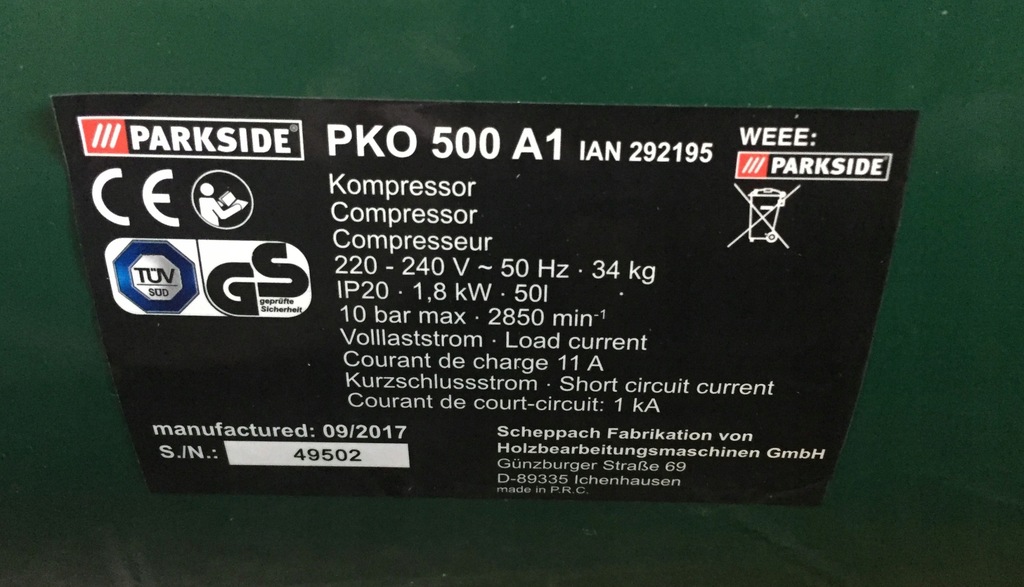 PARKSIDE®
PKO 500 A1 IAN 292195
WEEE:
PARKSIDE®
CE
Kompressor
Compressor
Compresseur
220 - 240 V ~ 50 Hz · 34 kg
IP20 · 1,8 kW · 50l
10 bar max · 2850 min⁻¹
Volllaststrom · Load current
Courant de charge 11 A
Kurzschlussstrom · Short circuit current
Courant de court-circuit: 1 kA
TÜV
SÜD
GS
geprüfte
Sicherheit
manufactured: 09/2017
S./N.: 49502
Scheppach Fabrikation von
Holzbearbeitungsmaschinen GmbH
Günzburger Straße 69
D-89335 Ichenhausen
made in P.R.C.